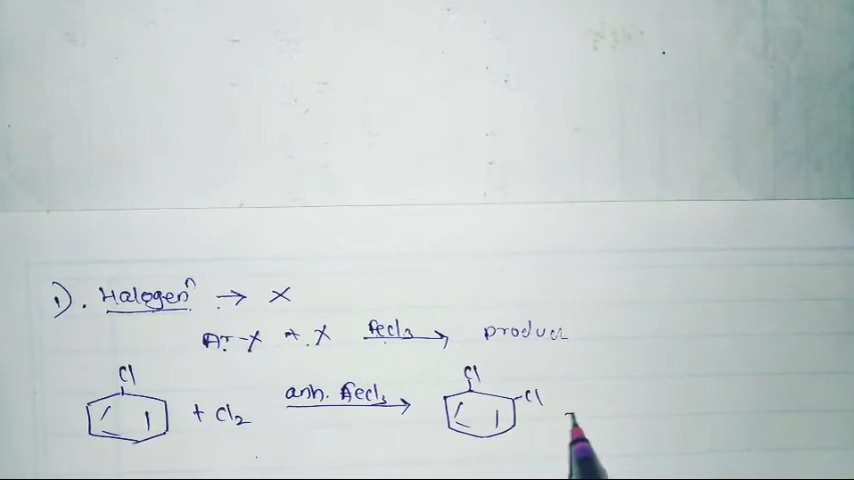 1). Halogenⁿ → X
Ar-X + X FeCl₃ → product
Cl Cl
+ Cl₂ anh. FeCl₃ → Cl